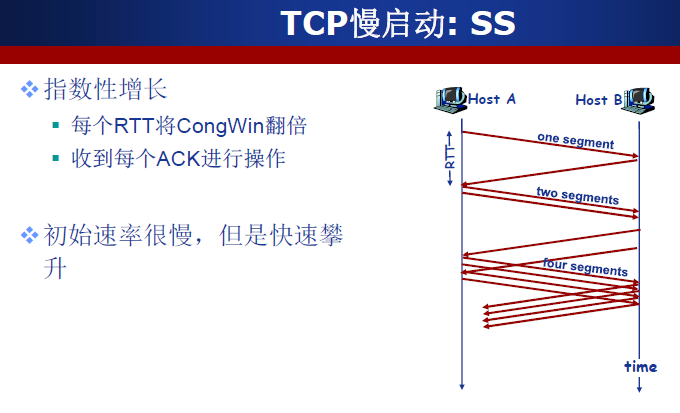 TCP慢启动: SS
指数性增长
每个RTT将CongWin翻倍
收到每个ACK进行操作
初始速率很慢，但是快速攀
升
Host A
Host B
RTT
one segment
two segments
four segments
time